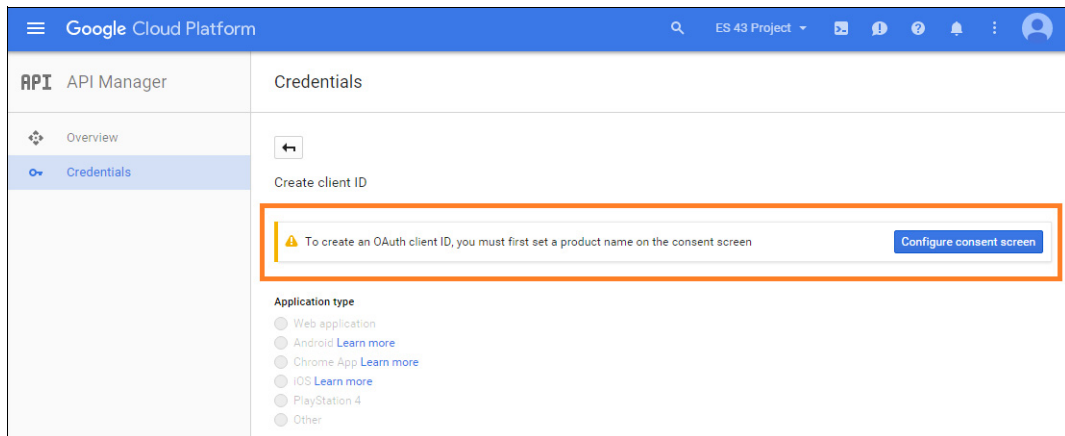 Google Cloud Platform
ES 43 Project
API API Manager
Credentials
Overview
Credentials
Create client ID
To create an OAuth client ID, you must first set a product name on the consent screen
Configure consent screen
Application type
Web application
Android Learn more
Chrome App Learn more
iOS Learn more
PlayStation 4
Other